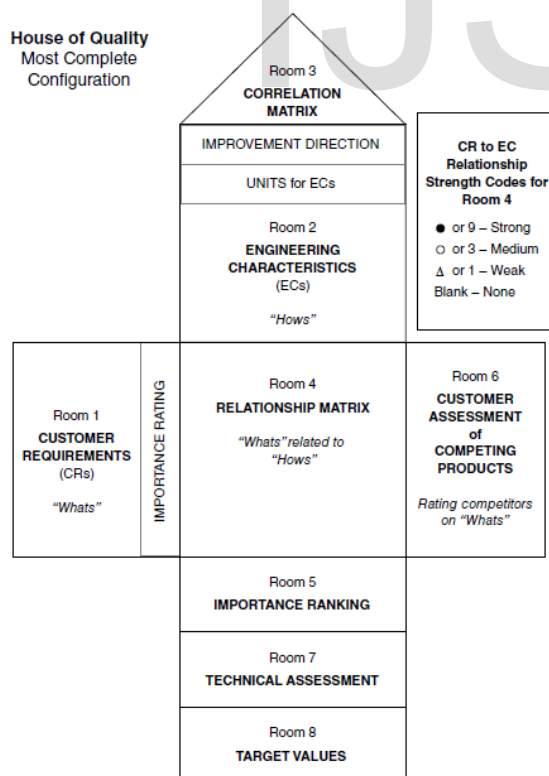 House of Quality
Most Complete
Configuration
IJS
Room 3
CORRELATION
MATRIX
IMPROVEMENT DIRECTION
UNITS for ECs
Room 2
ENGINEERING
CHARACTERISTICS
(ECs)
"Hows"
CR to EC
Relationship
Strength Codes for
Room 4
● or 9 – Strong
○ or 3 – Medium
Δ or 1 – Weak
Blank – None
Room 1
CUSTOMER
REQUIREMENTS
(CRs)
"Whats"
IMPORTANCE RATING
Room 4
RELATIONSHIP MATRIX
"Whats" related to
"Hows"
Room 6
CUSTOMER
ASSESSMENT
of
COMPETING
PRODUCTS
Rating competitors
on "Whats"
Room 5
IMPORTANCE RANKING
Room 7
TECHNICAL ASSESSMENT
Room 8
TARGET VALUES